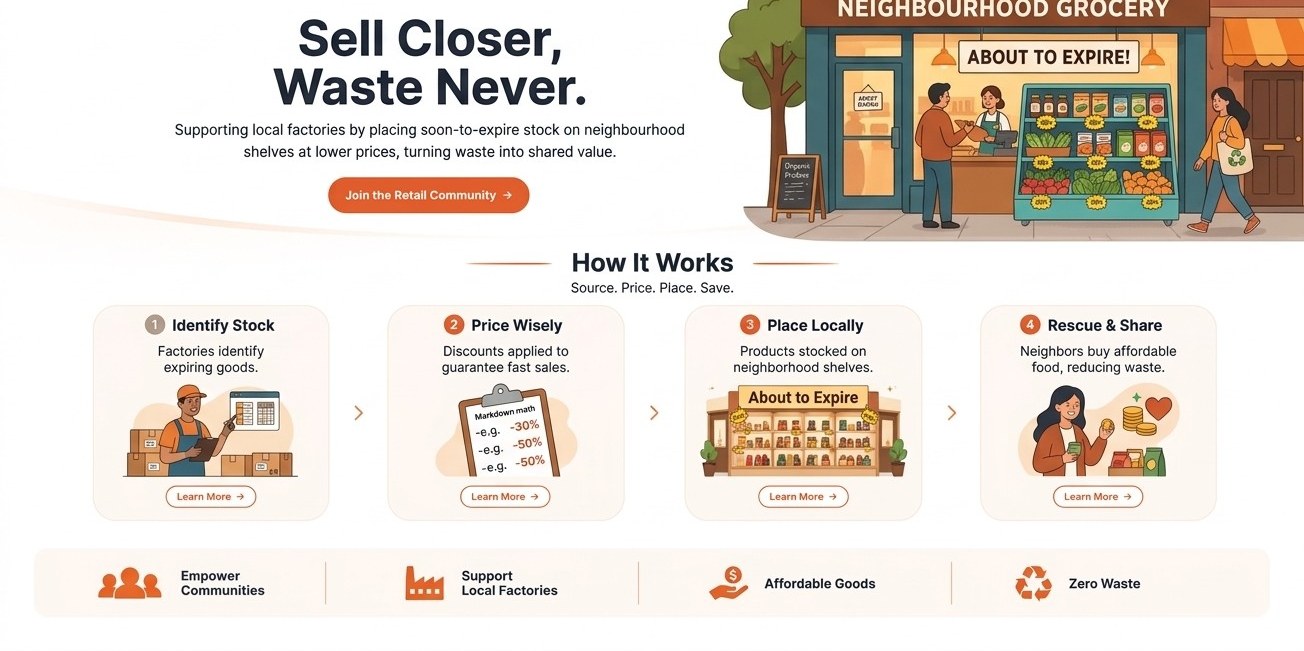 Sell Closer,
Waste Never.
Supporting local factories by placing soon-to-expire stock on neighbourhood
shelves at lower prices, turning waste into shared value.
Join the Retail Community →
NEIGHBOURHOOD GROCERY
ABOUT TO EXPIRE!
How It Works
Source. Price. Place. Save.
1 Identify Stock
Factories identify
expiring goods.
Learn More →
2 Price Wisely
Discounts applied to
guarantee fast sales.
Markdown math
-e.g. -30%
-e.g. -50%
-e.g. -50%
Learn More →
3 Place Locally
Products stocked on
neighborhood shelves.
About to Expire
Learn More →
4 Rescue & Share
Neighbors buy affordable
food, reducing waste.
Learn More →
Empower
Communities
Support
Local Factories
Affordable Goods
Zero Waste